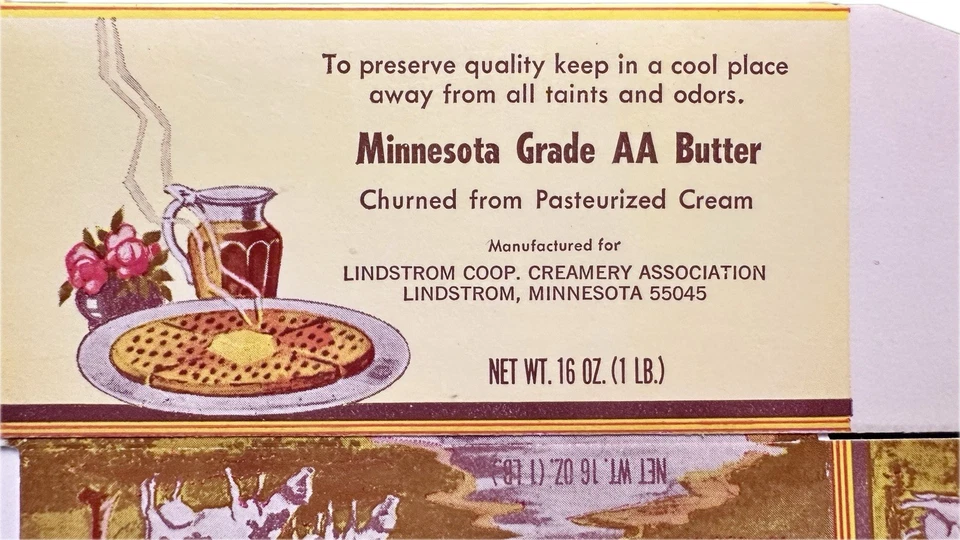 To preserve quality keep in a cool place
away from all taints and odors.
Minnesota Grade AA Butter
Churned from Pasteurized Cream
Manufactured for
LINDSTROM COOP. CREAMERY ASSOCIATION
LINDSTROM, MINNESOTA 55045
NET WT. 16 OZ. (1 LB.)
NET WT. 16 OZ. (1 LB.)